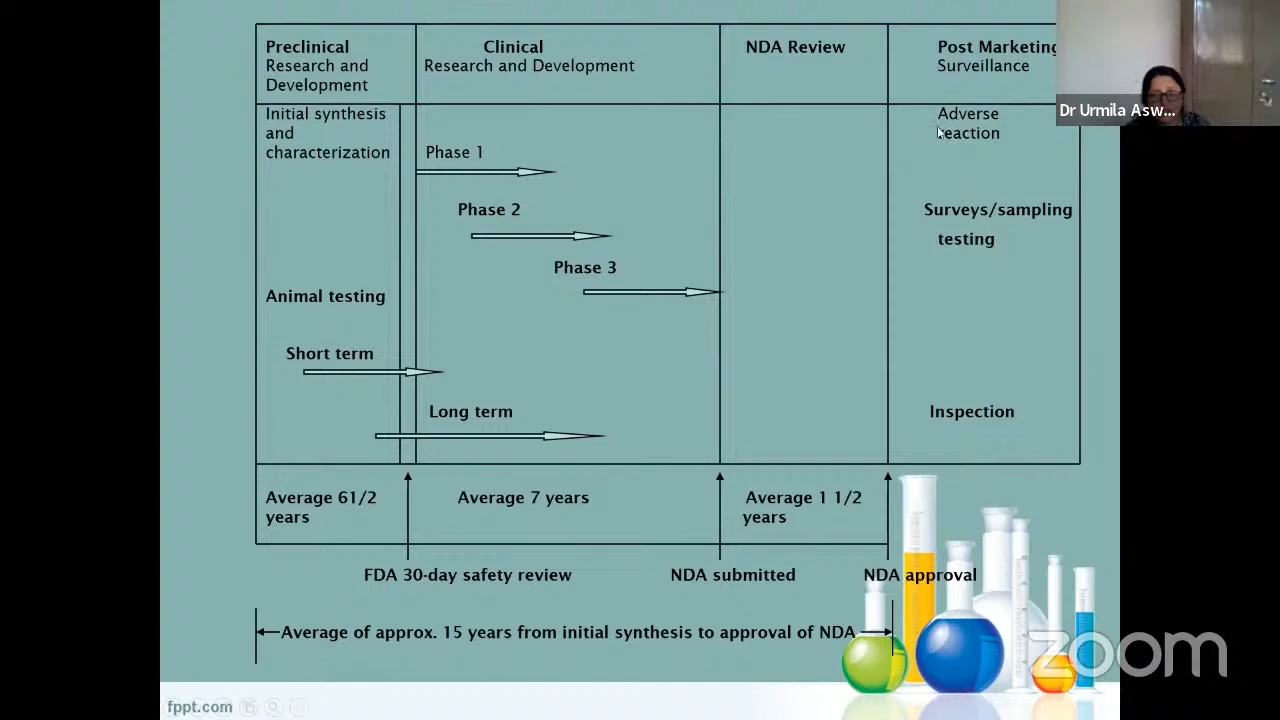 Preclinical
Research and
Development
Clinical
Research and Development
NDA Review
Post Marketing
Surveillance
Dr Urmila Asw...
Initial synthesis
and
characterization
Phase 1
Phase 2
Phase 3
Animal testing
Short term
Long term
Adverse
reaction
Surveys/sampling
testing
Inspection
Average 61/2
years
Average 7 years
Average 1 1/2
years
FDA 30-day safety review
NDA submitted
NDA approval
Average of approx. 15 years from initial synthesis to approval of NDA
zoom
fppt.com